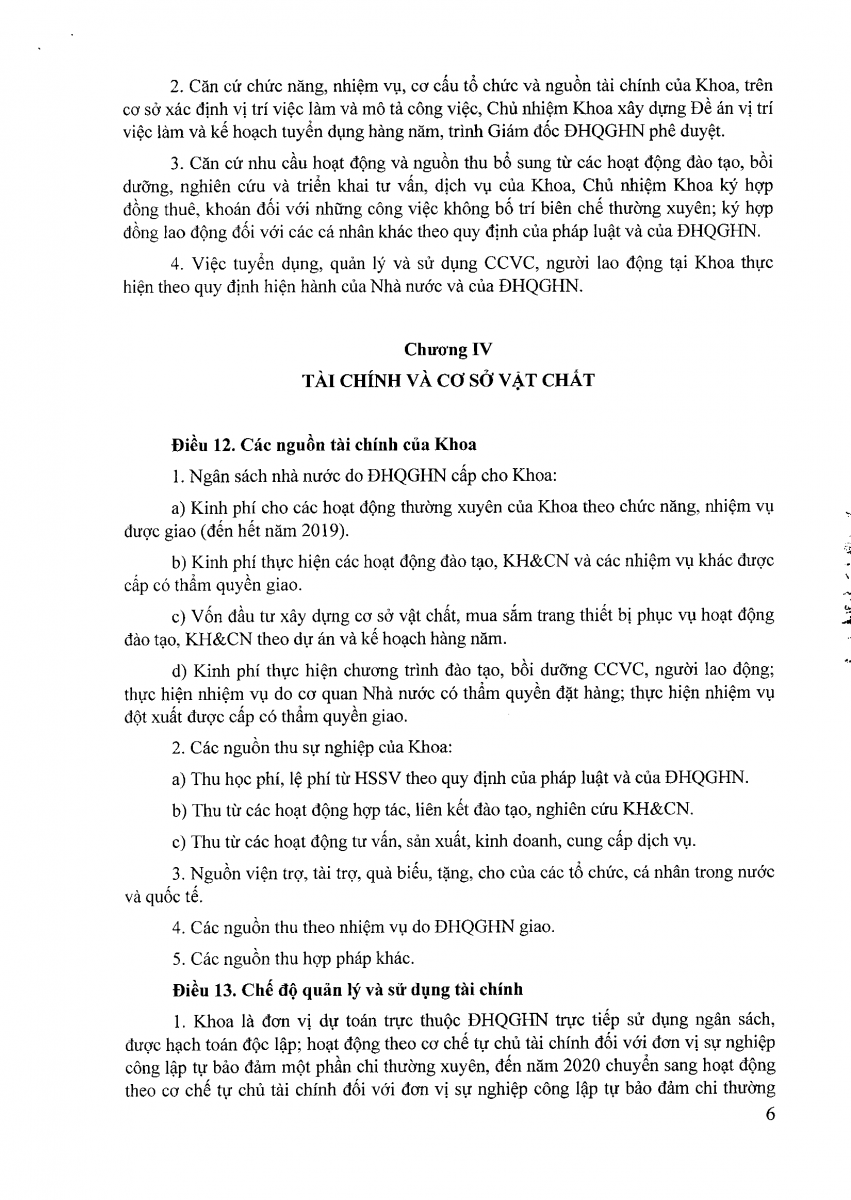 2. Căn cứ chức năng, nhiệm vụ, cơ cấu tổ chức và nguồn tài chính của Khoa, trên
cơ sở xác định vị trí việc làm và mô tả công việc, Chủ nhiệm Khoa xây dựng Đề án vị trí
việc làm và kế hoạch tuyển dụng hàng năm, trình Giám đốc ĐHQGHN phê duyệt.
3. Căn cứ nhu cầu hoạt động và nguồn thu bổ sung từ các hoạt động đào tạo, bồi
dưỡng, nghiên cứu và triển khai tư vấn, dịch vụ của Khoa, Chủ nhiệm Khoa ký hợp
đồng thuê, khoán đối với những công việc không bố trí biên chế thường xuyên; ký hợp
đồng lao động đối với các cá nhân khác theo quy định của pháp luật và của ĐHQGHN.
4. Việc tuyển dụng, quản lý và sử dụng CCVC, người lao động tại Khoa thực
hiện theo quy định hiện hành của Nhà nước và của ĐHQGHN.
Chương IV
TÀI CHÍNH VÀ CƠ SỞ VẬT CHẤT
Điều 12. Các nguồn tài chính của Khoa
1. Ngân sách nhà nước do ĐHQGHN cấp cho Khoa:
a) Kinh phí cho các hoạt động thường xuyên của Khoa theo chức năng, nhiệm vụ
được giao (đến hết năm 2019).
b) Kinh phí thực hiện các hoạt động đào tạo, KH&CN và các nhiệm vụ khác được
cấp có thẩm quyền giao.
c) Vốn đầu tư xây dựng cơ sở vật chất, mua sắm trang thiết bị phục vụ hoạt động
đào tạo, KH&CN theo dự án và kế hoạch hàng năm.
d) Kinh phí thực hiện chương trình đào tạo, bồi dưỡng CCVC, người lao động;
thực hiện nhiệm vụ do cơ quan Nhà nước có thẩm quyền đặt hàng; thực hiện nhiệm vụ
đột xuất được cấp có thẩm quyền giao.
2. Các nguồn thu sự nghiệp của Khoa:
a) Thu học phí, lệ phí từ HSSV theo quy định của pháp luật và của ĐHQGHN.
b) Thu từ các hoạt động hợp tác, liên kết đào tạo, nghiên cứu KH&CN.
c) Thu từ các hoạt động tư vấn, sản xuất, kinh doanh, cung cấp dịch vụ.
3. Nguồn viện trợ, tài trợ, quà biếu, tặng, cho của các tổ chức, cá nhân trong nước
và quốc tế.
4. Các nguồn thu theo nhiệm vụ do ĐHQGHN giao.
5. Các nguồn thu hợp pháp khác.
Điều 13. Chế độ quản lý và sử dụng tài chính
1. Khoa là đơn vị dự toán trực thuộc ĐHQGHN trực tiếp sử dụng ngân sách,
được hạch toán độc lập; hoạt động theo cơ chế tự chủ tài chính đối với đơn vị sự nghiệp
công lập tự bảo đảm một phần chi thường xuyên, đến năm 2020 chuyển sang hoạt động
theo cơ chế tự chủ tài chính đối với đơn vị sự nghiệp công lập tự bảo đảm chi thường
6